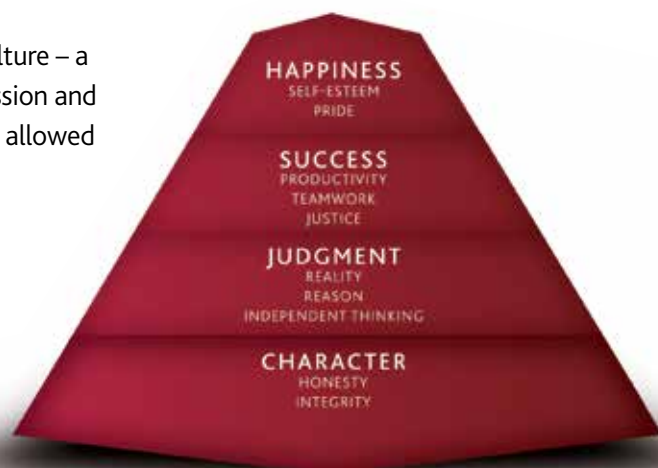 lture – a
ssion and
allowed
HAPPINESS
SELF-ESTEEM
PRIDE
SUCCESS
PRODUCTIVITY
TEAMWORK
JUSTICE
JUDGMENT
REALITY
REASON
INDEPENDENT THINKING
CHARACTER
HONESTY
INTEGRITY